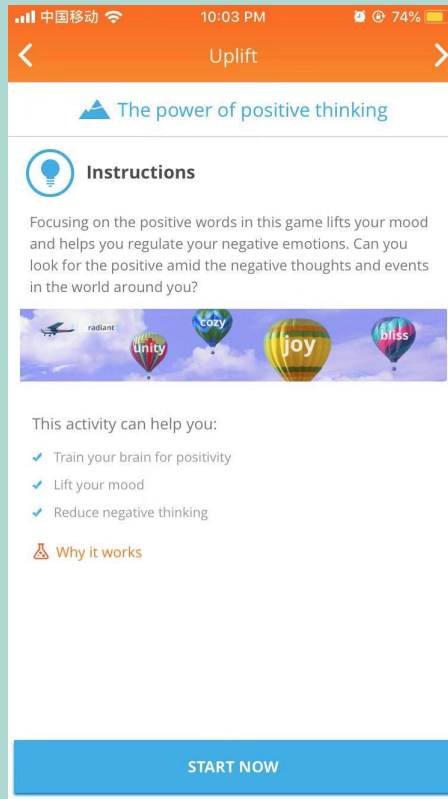 中国移动 10:03 PM 74%
Uplift
The power of positive thinking
Instructions
Focusing on the positive words in this game lifts your mood
and helps you regulate your negative emotions. Can you
look for the positive amid the negative thoughts and events
in the world around you?
radiant
unity
cozy
joy
bliss
This activity can help you:
Train your brain for positivity
Lift your mood
Reduce negative thinking
Why it works
START NOW